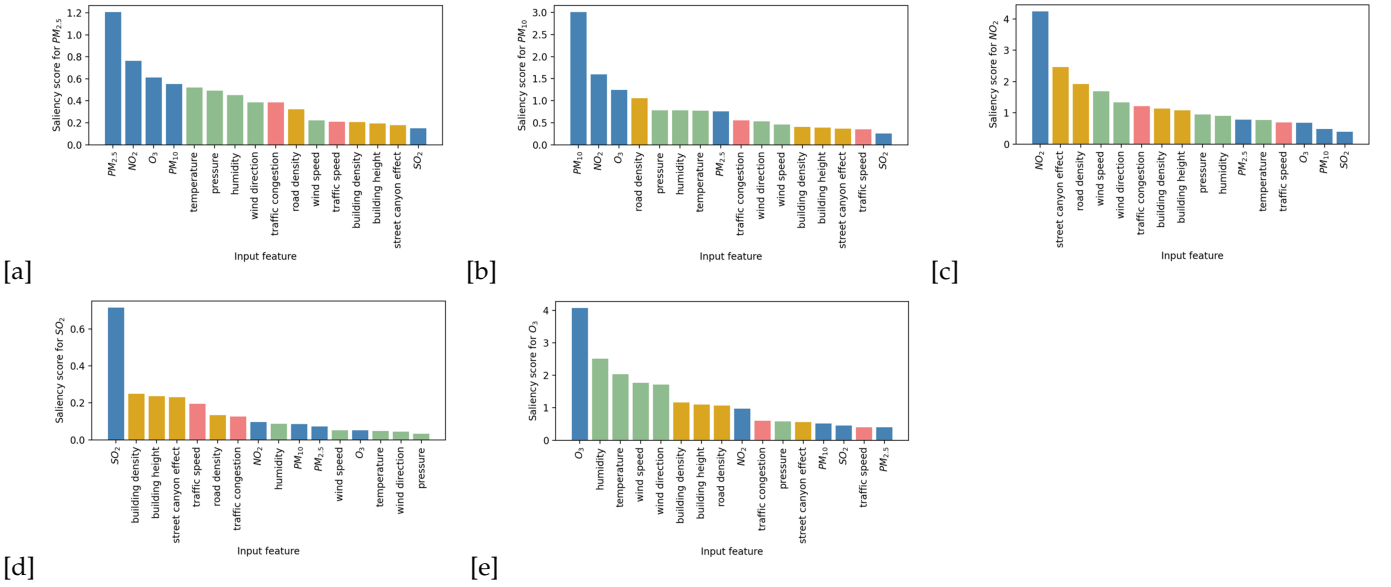 Saliency score for PM2.5
1.2
1.0
0.8
0.6
0.4
0.2
0.0
PM2.5
NO2
O3
PM10
temperature
pressure
humidity
wind direction
traffic congestion
road density
wind speed
traffic speed
building density
building height
street canyon effect
SO2
Input feature
[a]
Saliency score for PM10
3.0
2.5
2.0
1.5
1.0
0.5
0.0
PM10
NO2
O3
road density
pressure
humidity
temperature
PM2.5
traffic congestion
wind direction
wind speed
building density
building height
street canyon effect
traffic speed
SO2
Input feature
[b]
Saliency score for NO2
4
3
2
1
0
NO2
street canyon effect
road density
wind speed
wind direction
traffic congestion
building density
building height
pressure
humidity
PM2.5
temperature
traffic speed
O3
PM10
SO2
Input feature
[c]
Saliency score for SO2
0.6
0.4
0.2
0.0
SO2
building density
building height
street canyon effect
traffic speed
road density
traffic congestion
NO2
humidity
PM10
PM2.5
wind speed
O3
temperature
wind direction
pressure
Input feature
[d]
Saliency score for O3
4
3
2
1
0
O3
humidity
temperature
wind speed
wind direction
building density
building height
road density
NO2
traffic congestion
pressure
street canyon effect
PM10
SO2
traffic speed
PM2.5
Input feature
[e]